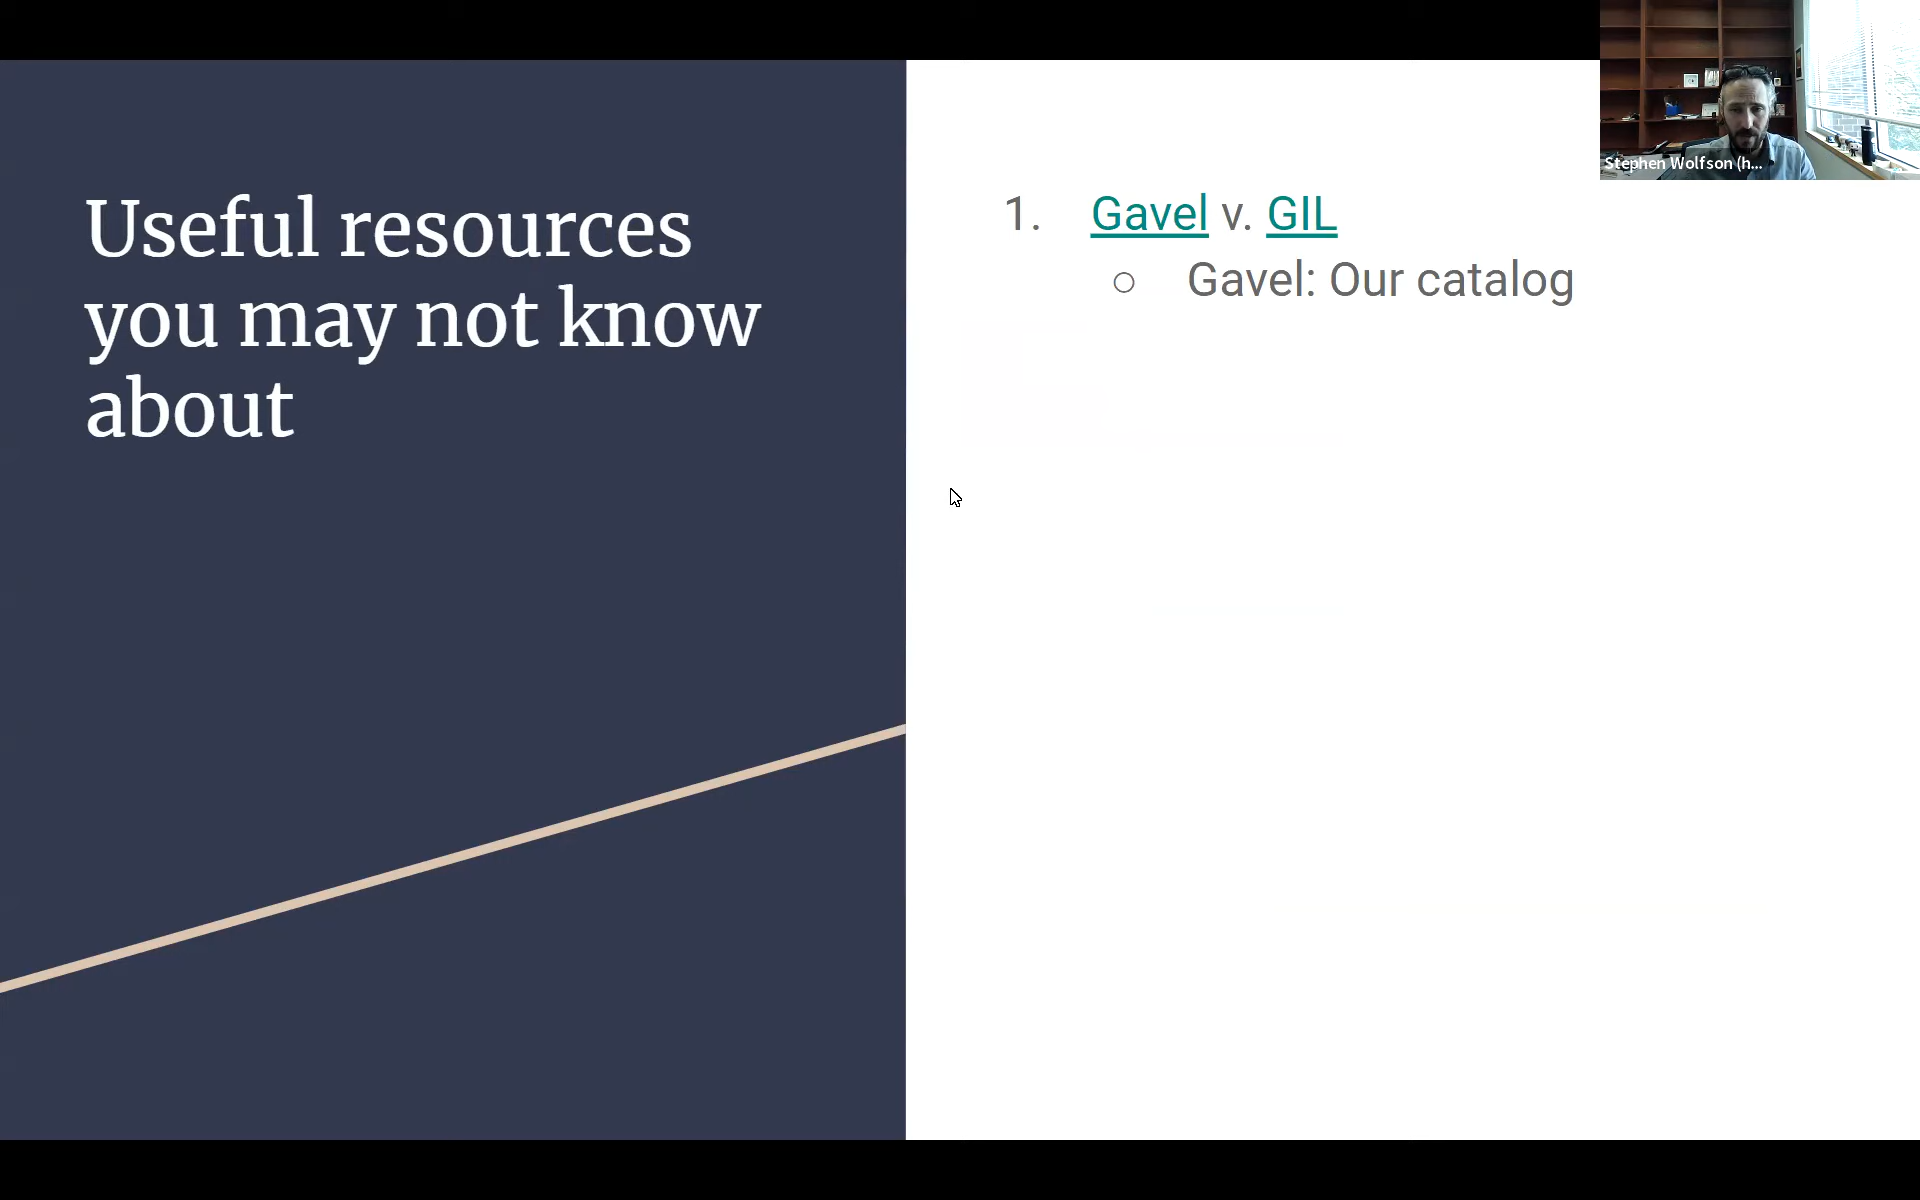 Useful resources
you may not know
about
1. Gavel v. GIL
○ Gavel: Our catalog
Stephen Wolfson (h...